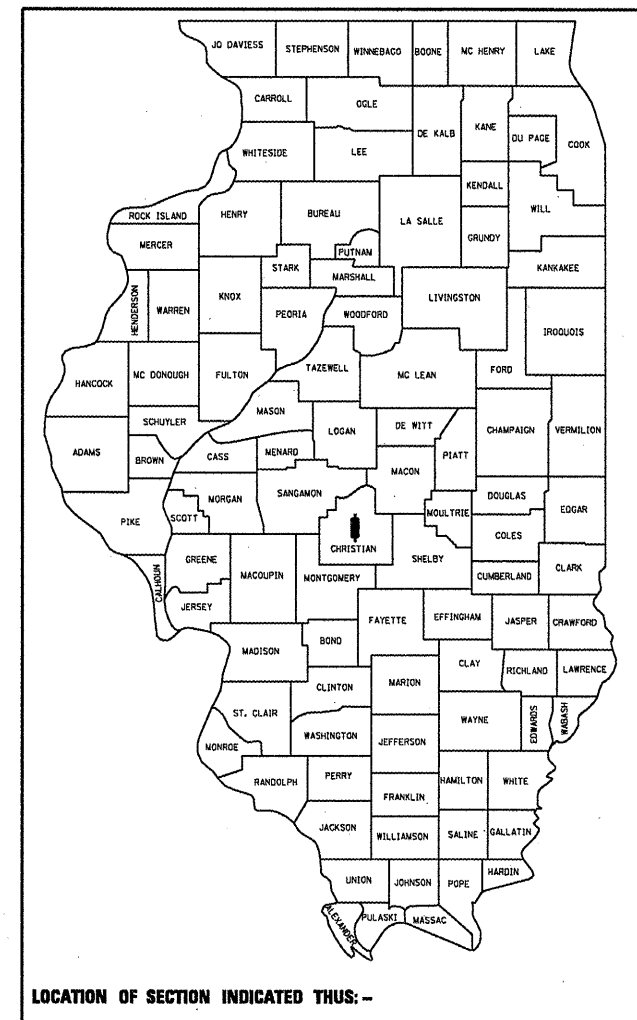 JO DAVIESS STEPHENSON WINNEBAGO BOONE MC HENRY LAKE
CARROLL OGLE DE KALB KANE DU PAGE COOK
WHITESIDE LEE KENDALL WILL
ROCK ISLAND HENRY BUREAU LA SALLE GRUNDY
MERCER PUTNAM KANKAKEE
STARK MARSHALL
HENDERSON WARREN KNOX PEORIA WOODFORD LIVINGSTON IROQUOIS
HANCOCK MC DONOUGH FULTON TAZEWELL MC LEAN FORD
SCHUYLER MASON LOGAN DE WITT CHAMPAIGN VERMILION
ADAMS BROWN CASS MENARD MACON PIATT
PIKE SCOTT MORGAN SANGAMON MOULTRIE DOUGLAS EDGAR
CHRISTIAN COLES
CALHOUN GREENE MACOUPIN MONTGOMERY SHELBY CUMBERLAND CLARK
JERSEY FAYETTE EFFINGHAM JASPER CRAWFORD
MADISON BOND CLAY RICHLAND LAWRENCE
CLINTON MARION
ST. CLAIR WASHINGTON JEFFERSON WAYNE EDWARDS WABASH
MONROE
RANDOLPH PERRY FRANKLIN HAMILTON WHITE
JACKSON WILLIAMSON SALINE GALLATIN
UNION JOHNSON POPE HARDIN
ALEXANDER PULASKI MASSAC
LOCATION OF SECTION INDICATED THUS: -